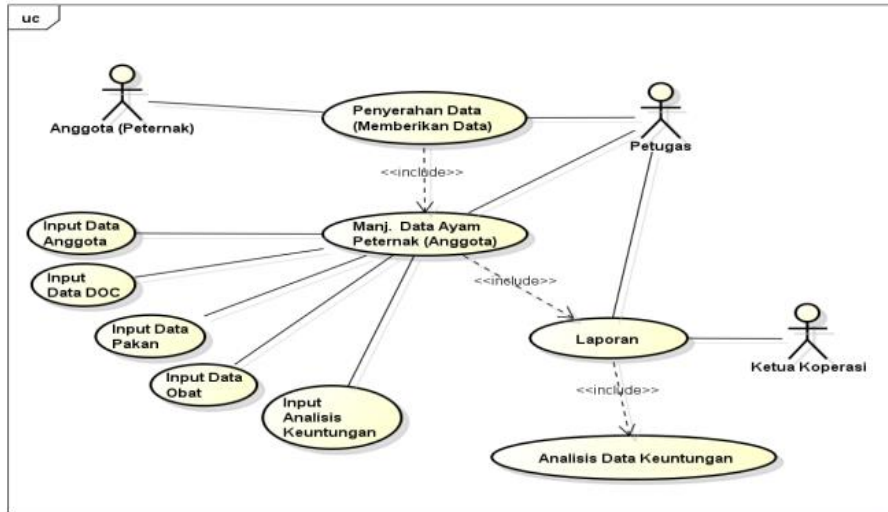 uc
Anggota (Peternak)
Penyerahan Data
(Memberikan Data)
Petugas
<<include>>
Manj. Data Ayam
Peternak (Anggota)
Input Data
Anggota
Input
Data DOC
<<include>>
Input Data
Pakan
Laporan
Ketua Koperasi
Input Data
Obat
<<include>>
Input
Analisis
Keuntungan
Analisis Data Keuntungan